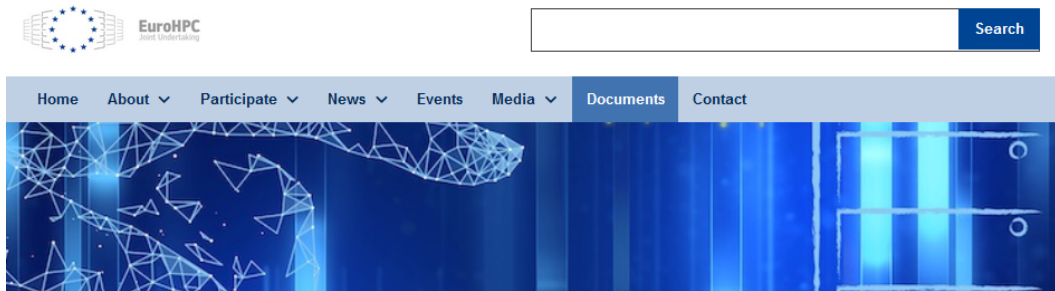 EuroHPC
Joint Undertaking
Search
Home About Participate News Events Media Documents Contact